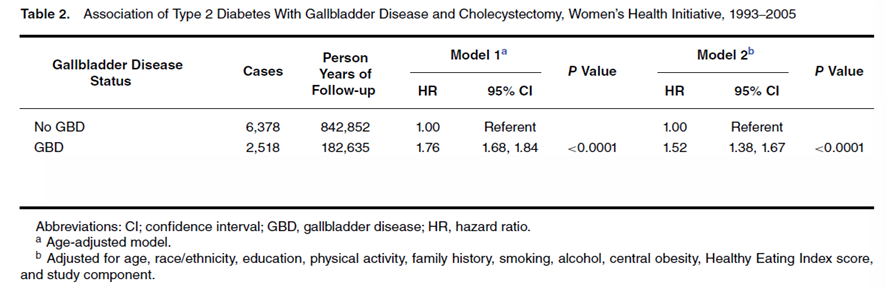 Table 2. Association of Type 2 Diabetes With Gallbladder Disease and Cholecystectomy, Women's Health Initiative, 1993–2005
Gallbladder Disease Status Cases Person Years of Follow-up Model 1a P Value Model 2b P Value
HR 95% CI HR 95% CI
No GBD 6,378 842,852 1.00 Referent 1.00 Referent
GBD 2,518 182,635 1.76 1.68, 1.84 <0.0001 1.52 1.38, 1.67 <0.0001
Abbreviations: CI; confidence interval; GBD, gallbladder disease; HR, hazard ratio.
a Age-adjusted model.
b Adjusted for age, race/ethnicity, education, physical activity, family history, smoking, alcohol, central obesity, Healthy Eating Index score,
and study component.